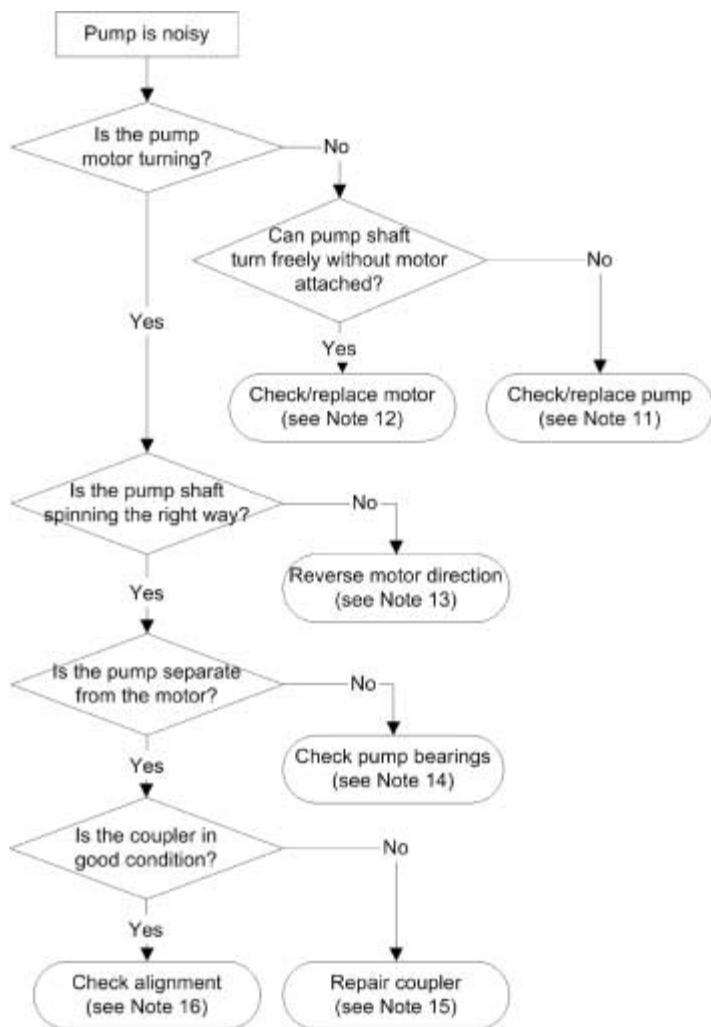 Pump is noisy
Is the pump
motor turning?
No
Can pump shaft
turn freely without motor
attached?
No
Yes
Yes
Check/replace motor
(see Note 12)
Check/replace pump
(see Note 11)
Is the pump shaft
spinning the right way?
No
Reverse motor direction
(see Note 13)
Yes
Is the pump separate
from the motor?
No
Check pump bearings
(see Note 14)
Yes
Is the coupler in
good condition?
No
Yes
Check alignment
(see Note 16)
Repair coupler
(see Note 15)